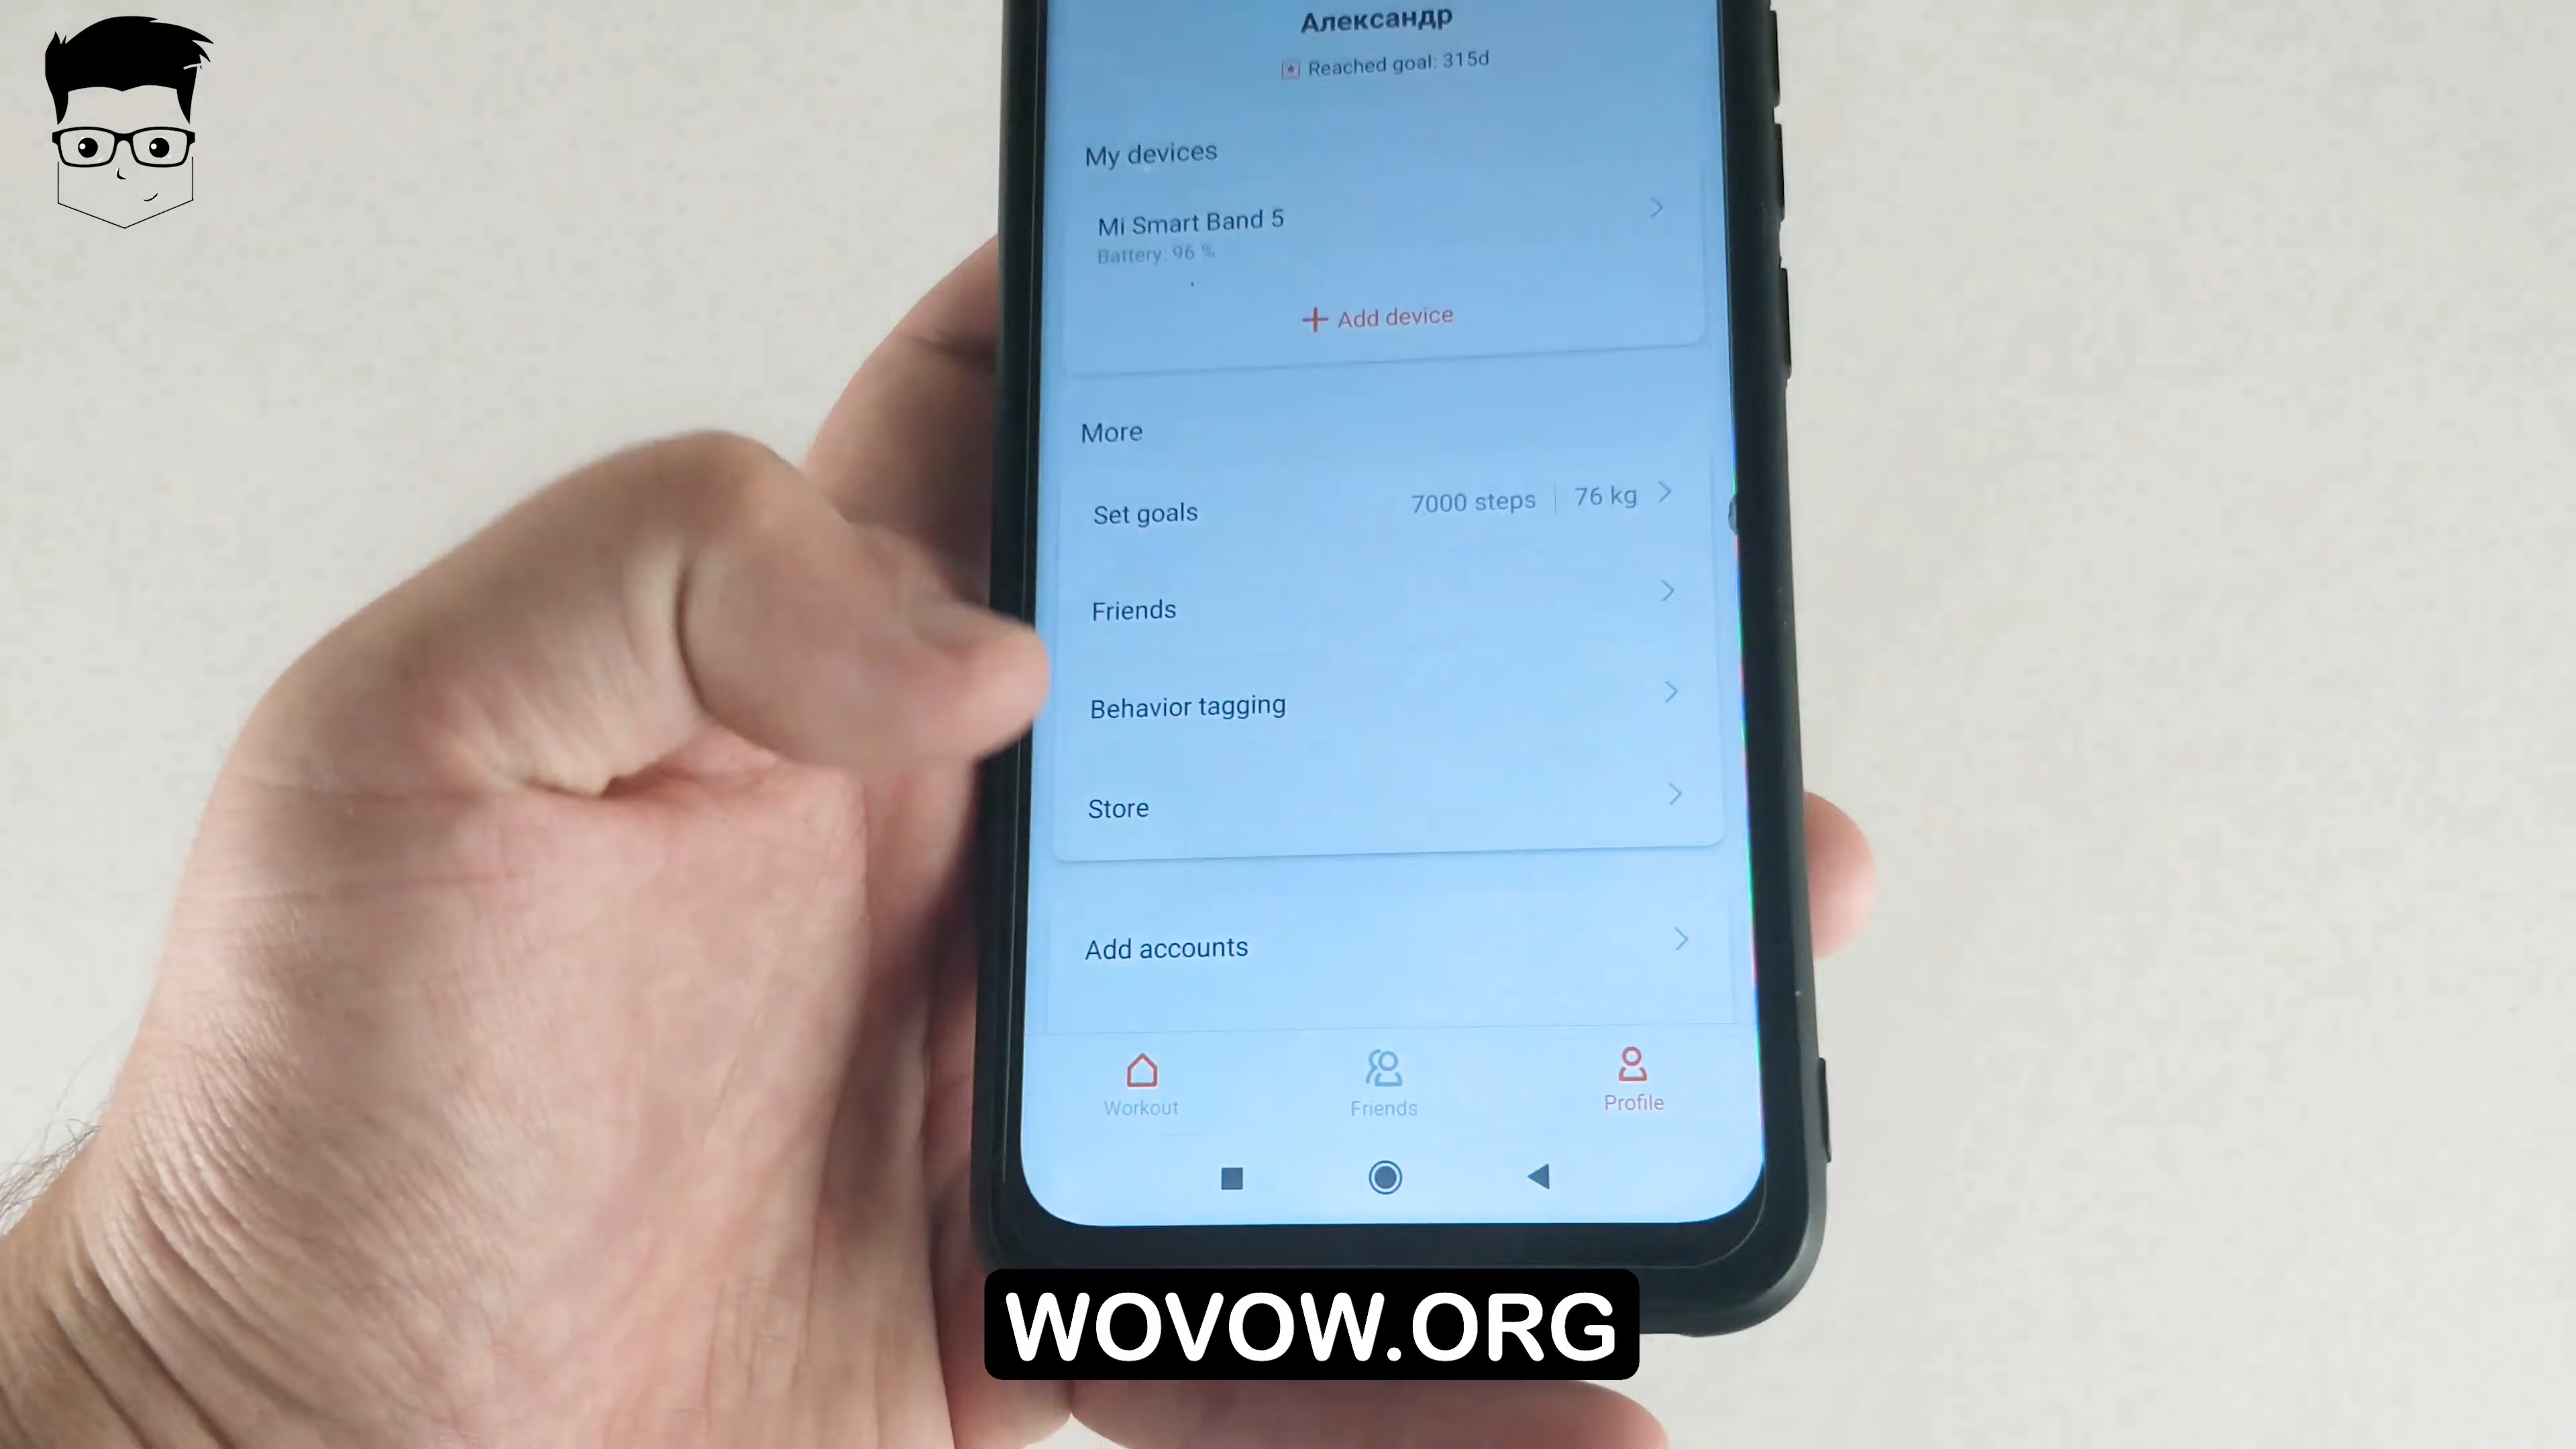 Александр
Reached goal: 315d
My devices
Mi Smart Band 5
Battery: 96 %
Add device
More
Set goals 7000 steps 76 kg
Friends
Behavior tagging
Store
Add accounts
Workout Friends Profile
WOVOW.ORG